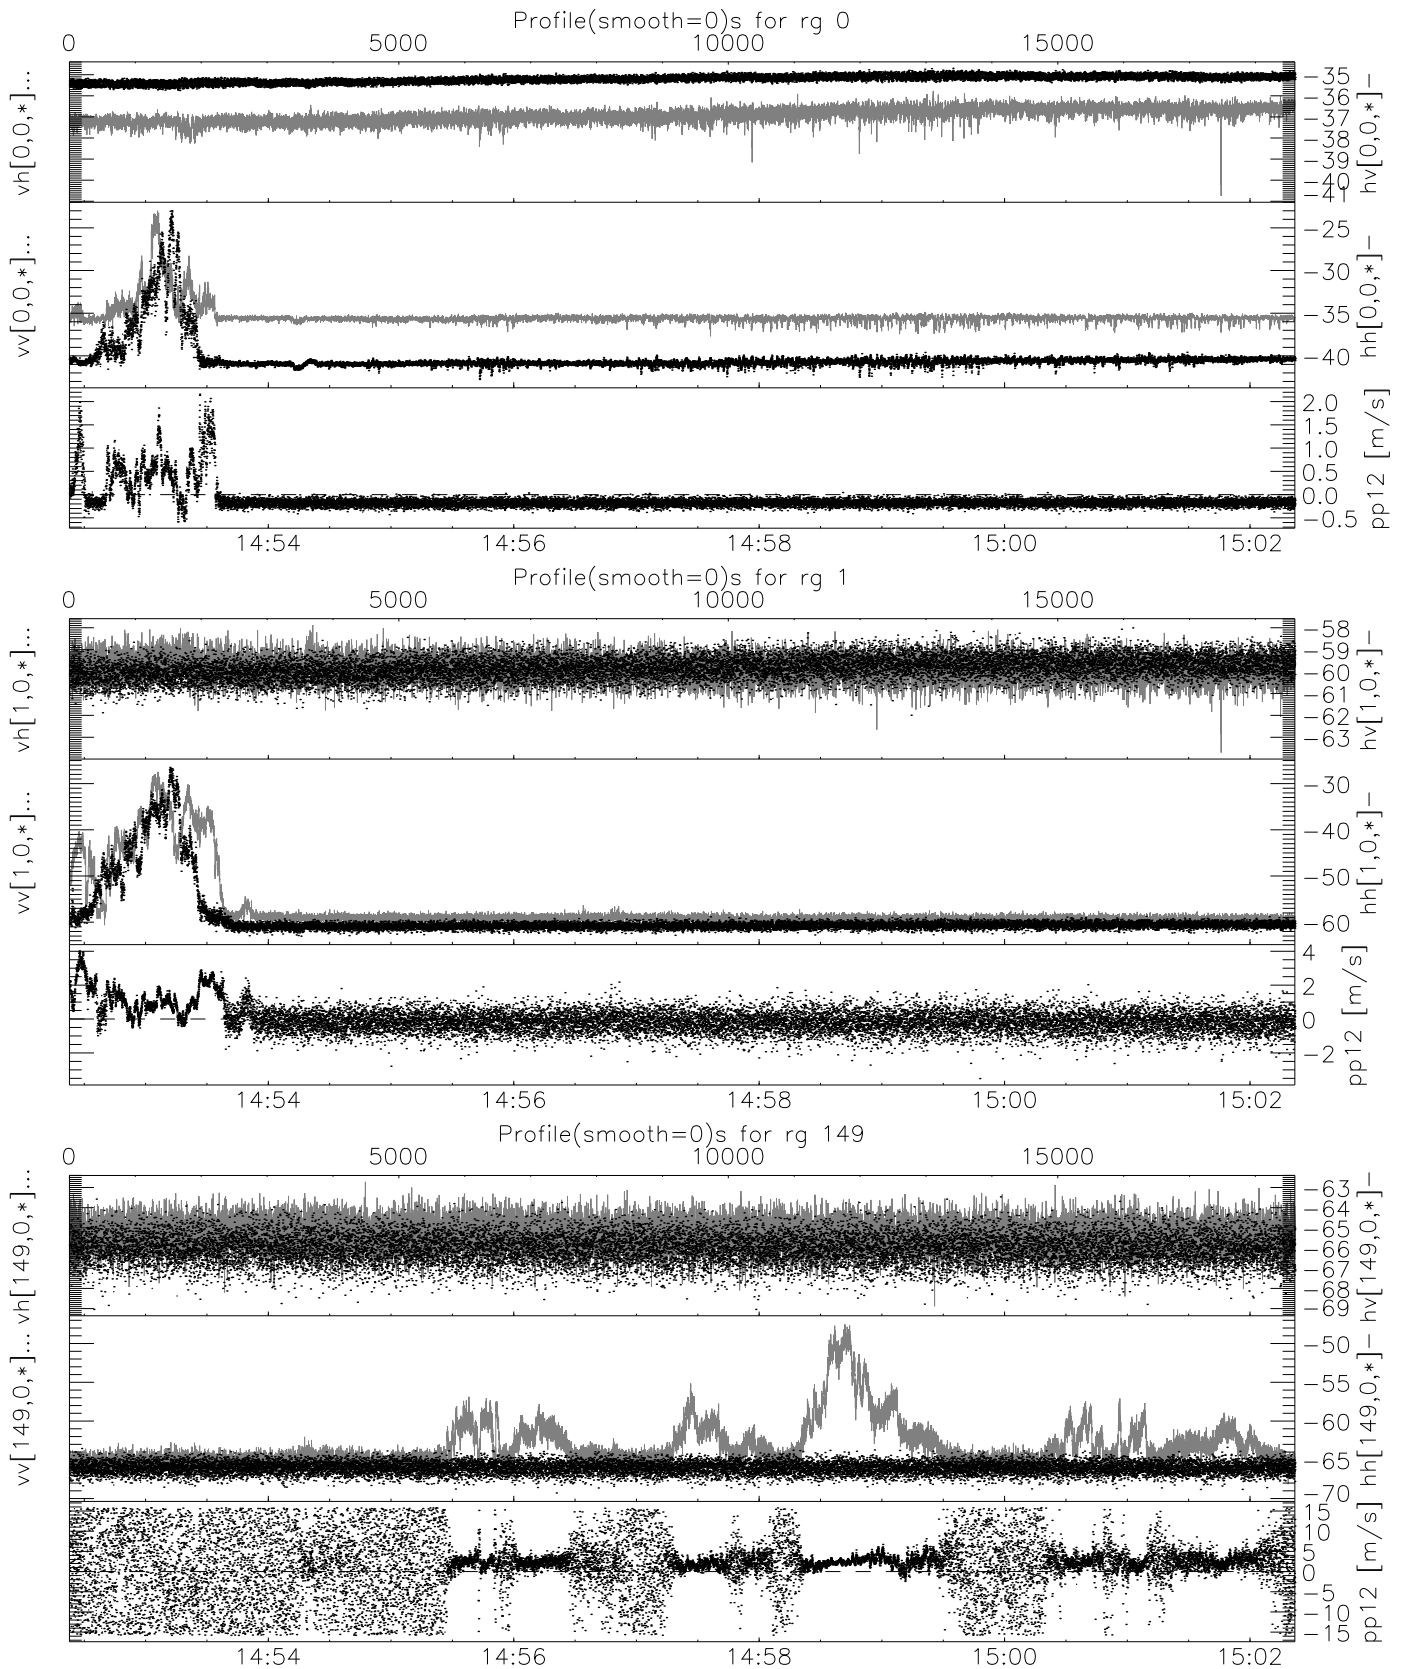 Profile(smooth=0)s for rg 0
0 5000 10000 15000
vh[0,0,*]...
-35
-36
-37
-38
-39
-40
-41
hv[0,0,*]-
vv[0,0,*]...
-25
-30
-35
-40
hh[0,0,*]-
2.0
1.5
1.0
0.5
0.0
-0.5
pp12 [m/s]
14:54 14:56 14:58 15:00 15:02
Profile(smooth=0)s for rg 1
0 5000 10000 15000
vh[1,0,*]...
-58
-59
-60
-61
-62
-63
hv[1,0,*]-
vv[1,0,*]...
-30
-40
-50
-60
hh[1,0,*]-
4
2
0
-2
pp12 [m/s]
14:54 14:56 14:58 15:00 15:02
Profile(smooth=0)s for rg 149
0 5000 10000 15000
vh[149,0,*]...
-63
-64
-65
-66
-67
-68
-69
hv[149,0,*]-
vv[149,0,*]...
-50
-55
-60
-65
-70
hh[149,0,*]-
15
10
5
0
-5
-10
-15
pp12 [m/s]
14:54 14:56 14:58 15:00 15:02